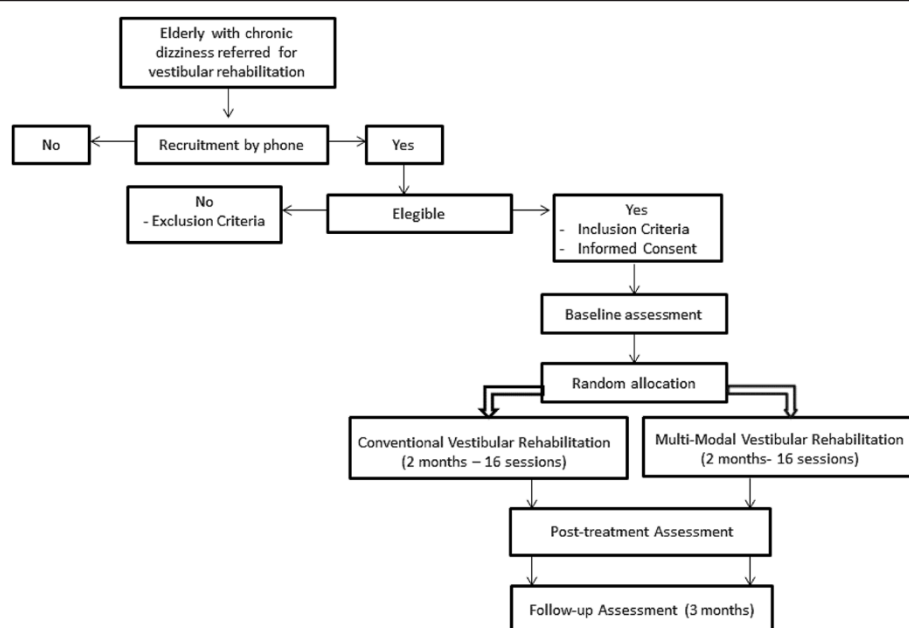 Elderly with chronic
dizziness referred for
vestibular rehabilitation
No
Recruitment by phone
Yes
No
- Exclusion Criteria
Elegible
Yes
- Inclusion Criteria
- Informed Consent
Baseline assessment
Random allocation
Conventional Vestibular Rehabilitation
(2 months – 16 sessions)
Multi-Modal Vestibular Rehabilitation
(2 months- 16 sessions)
Post-treatment Assessment
Follow-up Assessment (3 months)